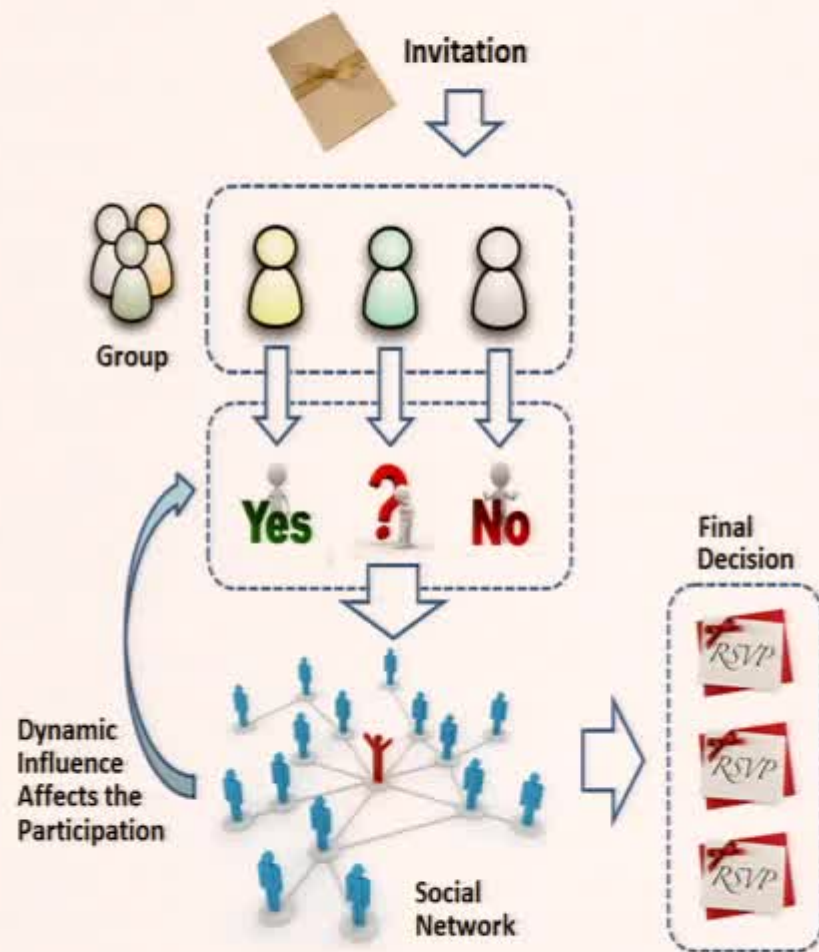 Invitation
Group
Yes
?
No
Final
Decision
RSVP
RSVP
RSVP
Dynamic
Influence
Affects the
Participation
Social
Network